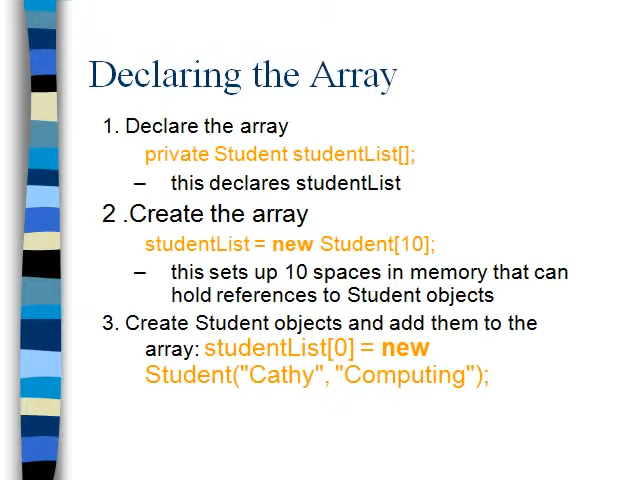 Declaring the Array
1. Declare the array
private Student studentList[];
– this declares studentList
2 .Create the array
studentList = new Student[10];
– this sets up 10 spaces in memory that can
hold references to Student objects
3. Create Student objects and add them to the
array: studentList[0] = new
Student("Cathy", "Computing");